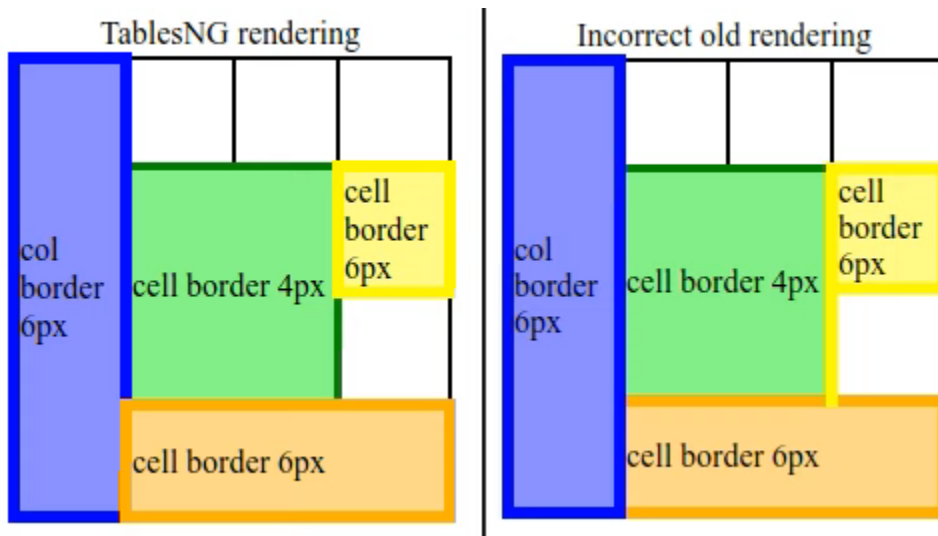 TablesNG rendering
col
border
6px
cell border 4px
cell
border
6px
cell border 6px
Incorrect old rendering
col
border
6px
cell border 4px
cell
border
6px
cell border 6px